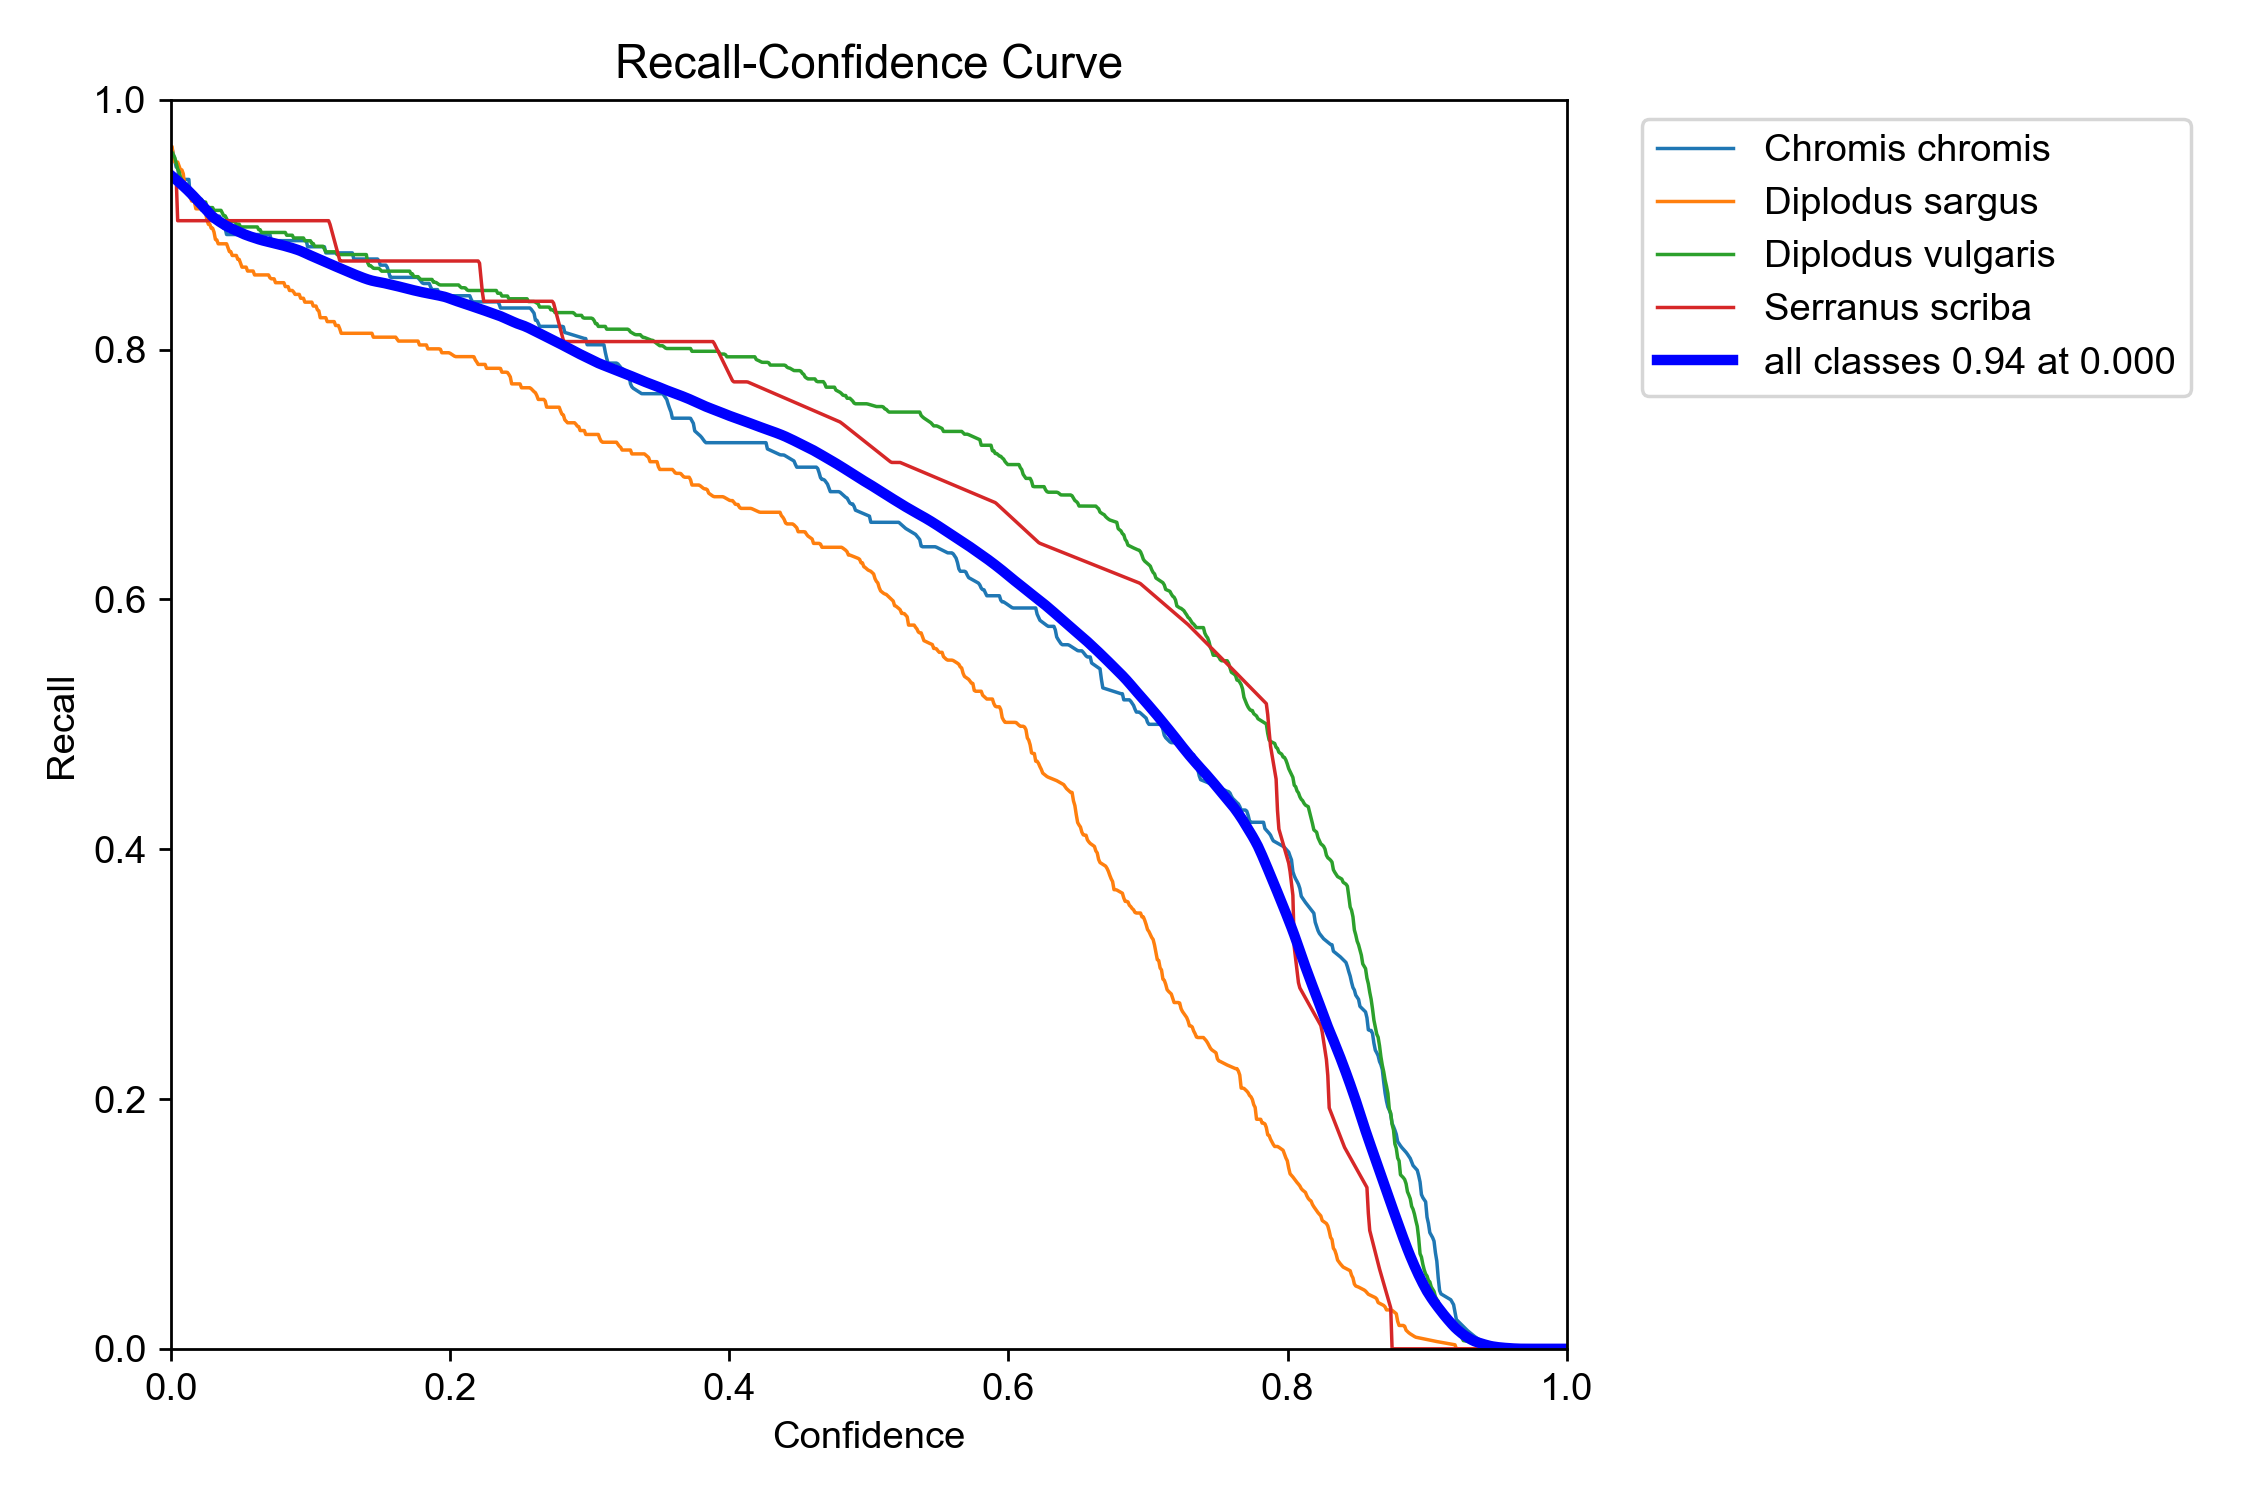 Recall-Confidence Curve
1.0
0.8
0.6
0.4
0.2
0.0
Recall
0.0 0.2 0.4 0.6 0.8 1.0
Confidence
Chromis chromis
Diplodus sargus
Diplodus vulgaris
Serranus scriba
all classes 0.94 at 0.000